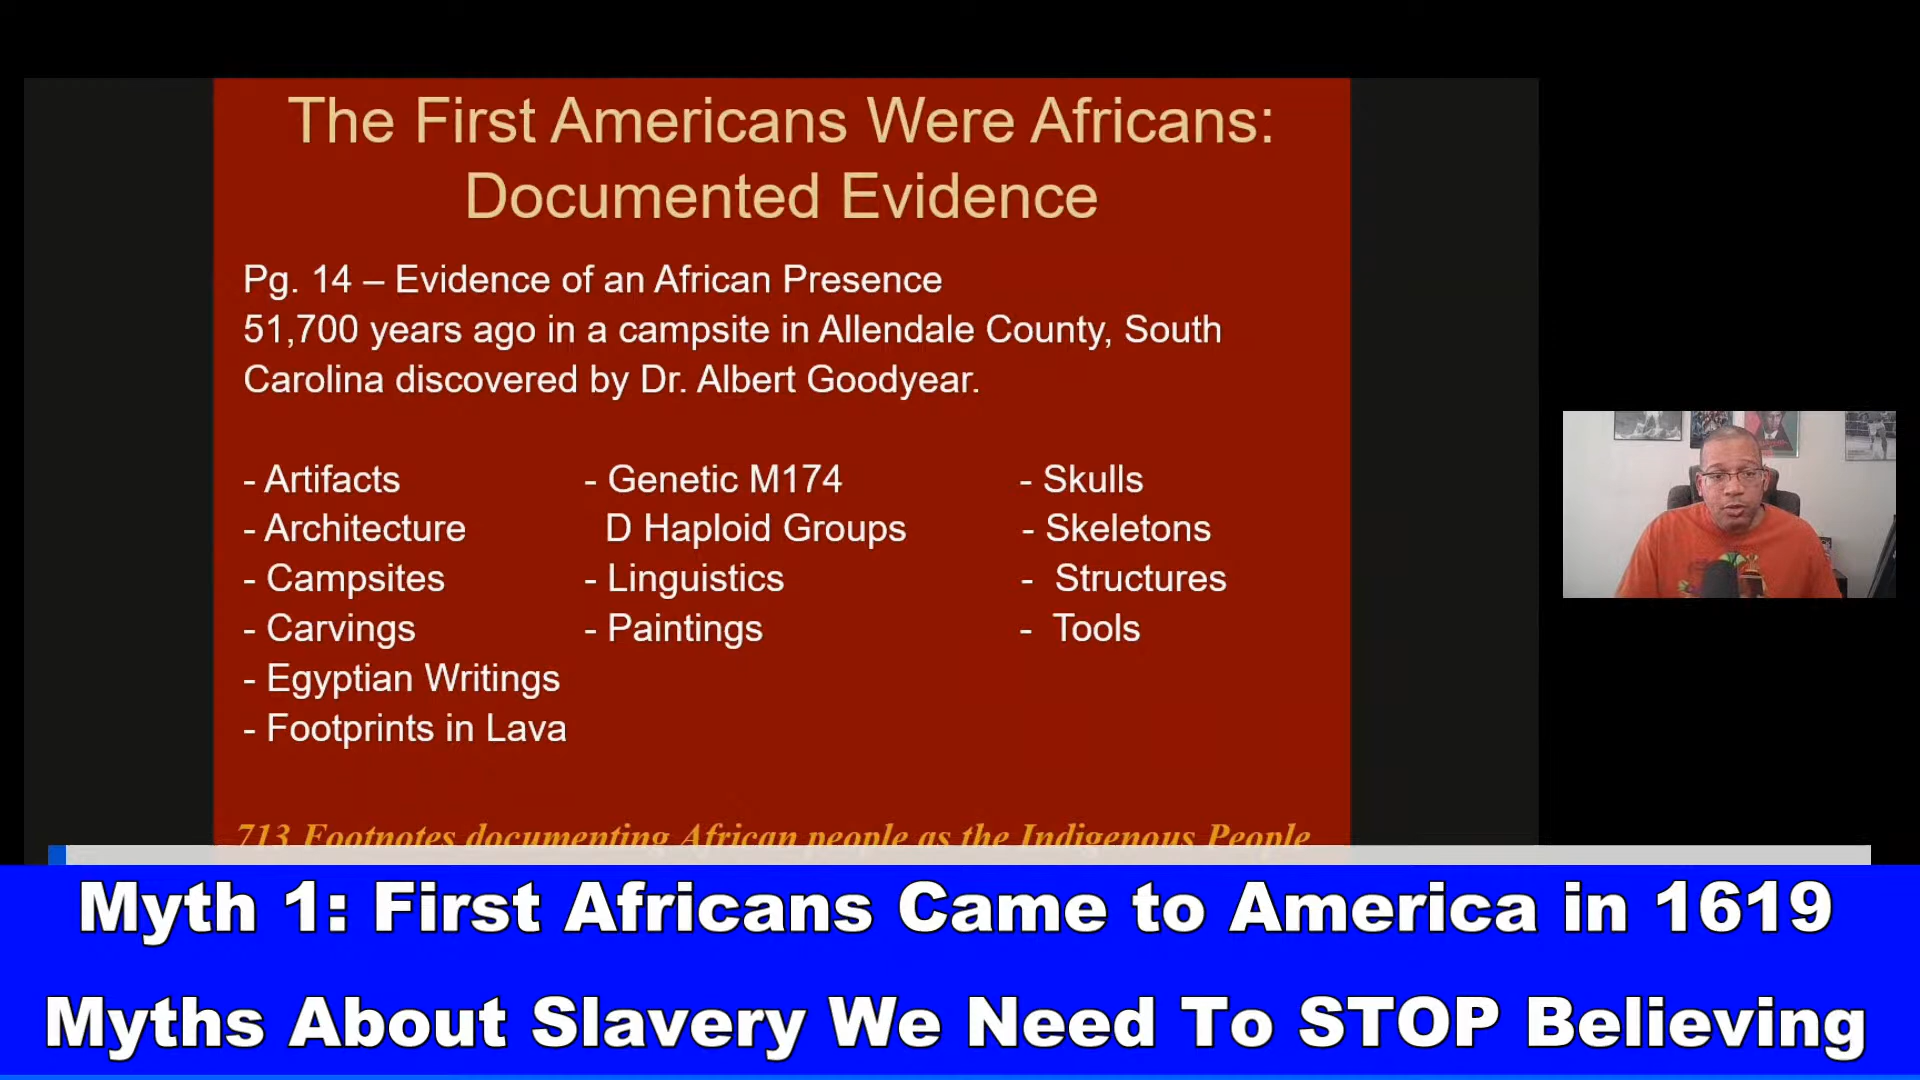 The First Americans Were Africans:
Documented Evidence
Pg. 14 – Evidence of an African Presence
51,700 years ago in a campsite in Allendale County, South
Carolina discovered by Dr. Albert Goodyear.
- Artifacts
- Architecture
- Campsites
- Carvings
- Egyptian Writings
- Footprints in Lava
- Genetic M174
D Haploid Groups
- Linguistics
- Paintings
- Skulls
- Skeletons
- Structures
- Tools
713 Footnotes documenting African people as the Indigenous People
Myth 1: First Africans Came to America in 1619
Myths About Slavery We Need To STOP Believing